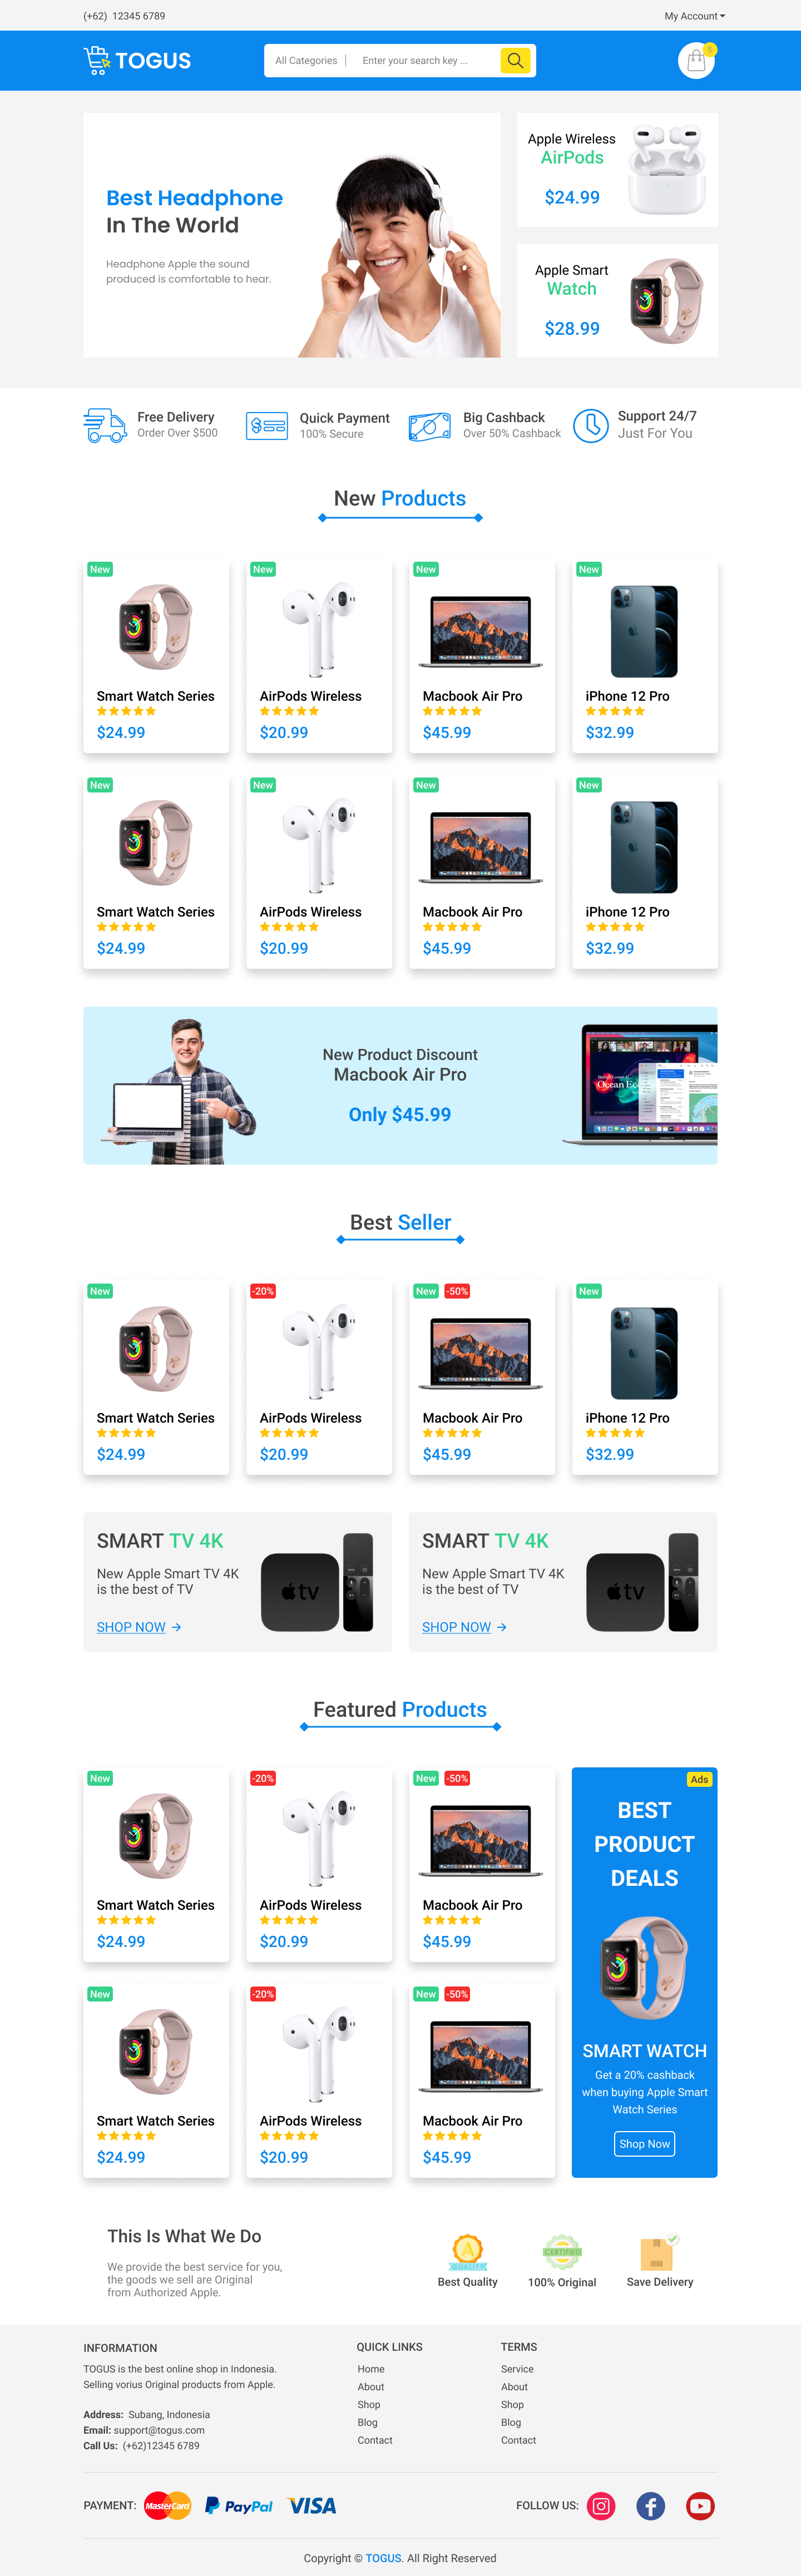 (+62) 12345 6789
My Account
TOGUS
All Categories
Enter your search key ...
5
Best Headphone
In The World
Headphone Apple the sound
produced is comfortable to hear.
Apple Wireless
AirPods
$24.99
Apple Smart
Watch
$28.99
Free Delivery
Order Over $500
Quick Payment
100% Secure
Big Cashback
Over 50% Cashback
Support 24/7
Just For You
New Products
New
Smart Watch Series
$24.99
New
AirPods Wireless
$20.99
New
Macbook Air Pro
$45.99
New
iPhone 12 Pro
$32.99
New
Smart Watch Series
$24.99
New
AirPods Wireless
$20.99
New
Macbook Air Pro
$45.99
New
iPhone 12 Pro
$32.99
New Product Discount
Macbook Air Pro
Only $45.99
Best Seller
New
Smart Watch Series
$24.99
-20%
AirPods Wireless
$20.99
New -50%
Macbook Air Pro
$45.99
New
iPhone 12 Pro
$32.99
SMART TV 4K
New Apple Smart TV 4K
is the best of TV
SHOP NOW
tv
SMART TV 4K
New Apple Smart TV 4K
is the best of TV
SHOP NOW
tv
Featured Products
New
Smart Watch Series
$24.99
-20%
AirPods Wireless
$20.99
New -50%
Macbook Air Pro
$45.99
New
Smart Watch Series
$24.99
-20%
AirPods Wireless
$20.99
New -50%
Macbook Air Pro
$45.99
Ads
BEST
PRODUCT
DEALS
SMART WATCH
Get a 20% cashback
when buying Apple Smart
Watch Series
Shop Now
This Is What We Do
We provide the best service for you,
the goods we sell are Original
from Authorized Apple.
A
QUALITY
Best Quality
CERTIFIED
100% Original
Save Delivery
INFORMATION
TOGUS is the best online shop in Indonesia.
Selling vorius Original products from Apple.
Address: Subang, Indonesia
Email: support@togus.com
Call Us: (+62)12345 6789
QUICK LINKS
Home
About
Shop
Blog
Contact
TERMS
Service
About
Shop
Blog
Contact
PAYMENT:
MasterCard
PayPal
VISA
FOLLOW US:
Copyright © TOGUS. All Right Reserved